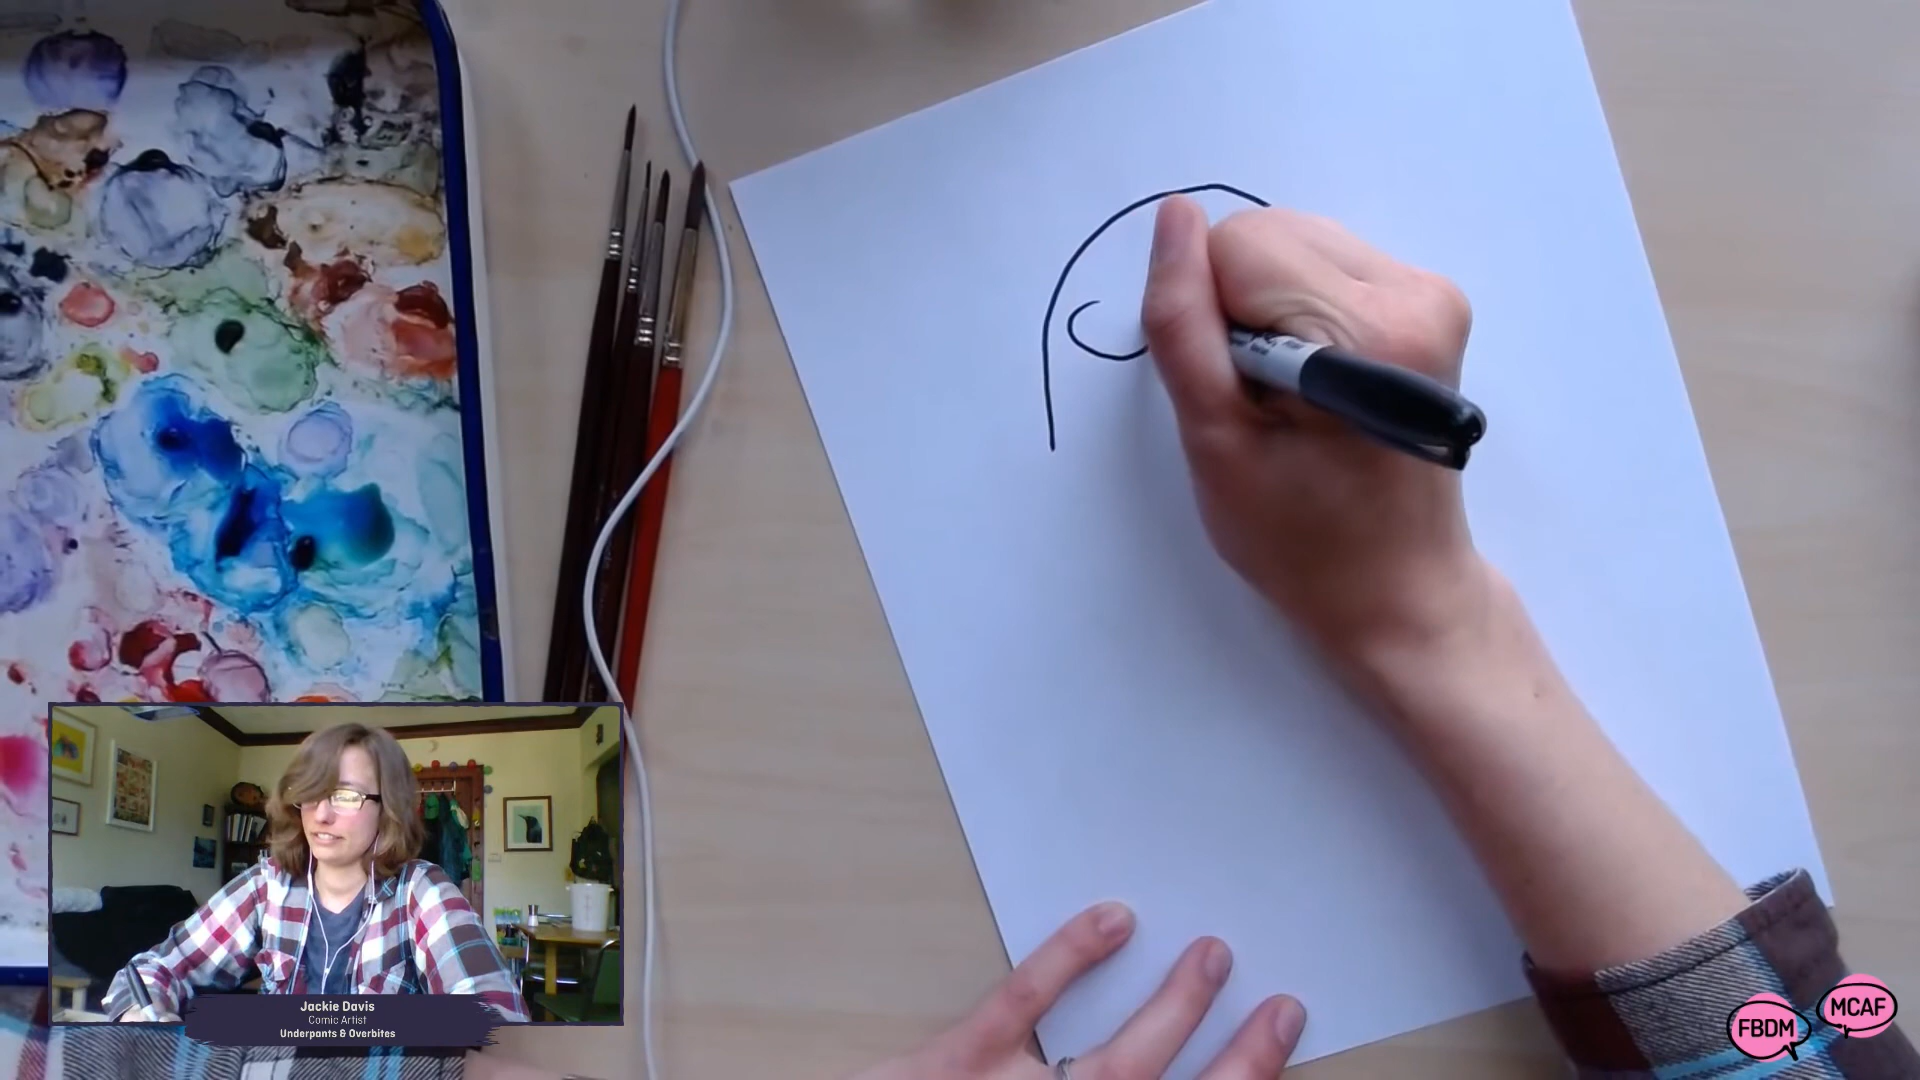 Jackie Davis
Comic Artist
Underpants & Overbites
FBDM
MCAF